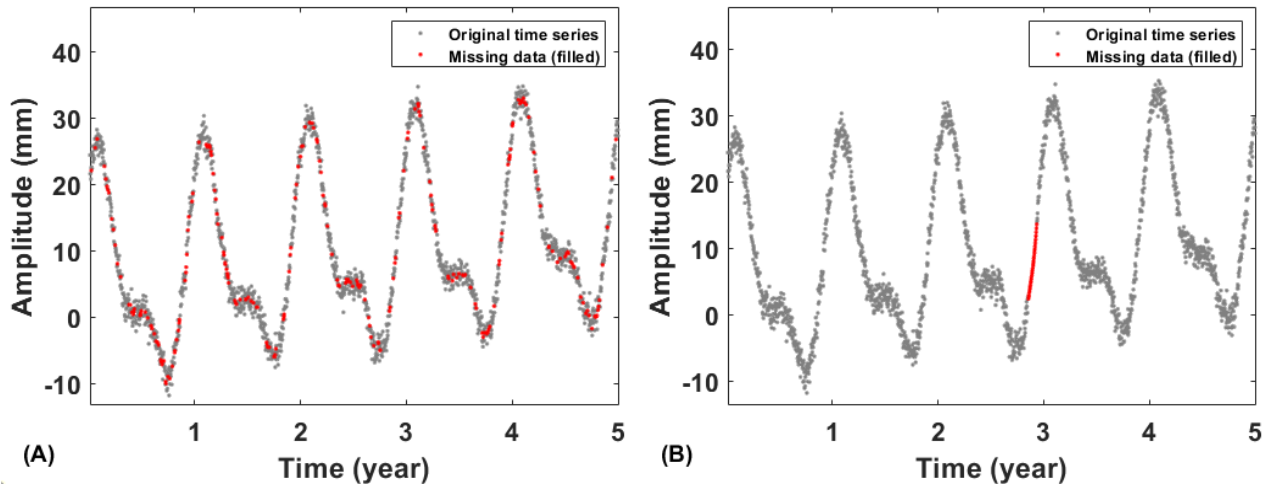 40
30
20
10
0
-10
Amplitude (mm)
Original time series
Missing data (filled)
1 2 3 4 5
Time (year)
(A)
40
30
20
10
0
-10
Amplitude (mm)
Original time series
Missing data (filled)
1 2 3 4 5
Time (year)
(B)